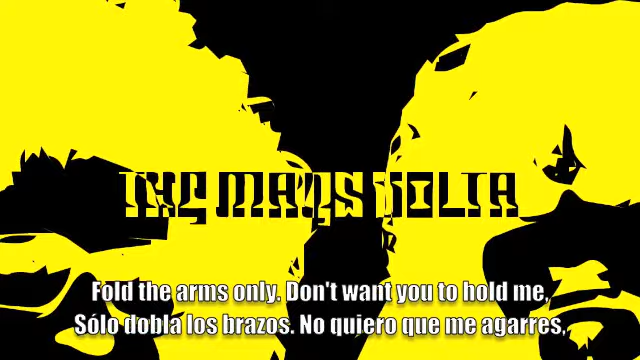 THE MARS VOLTA
Fold the arms only. Don't want you to hold me,
Sólo dobla los brazos. No quiero que me agarres,